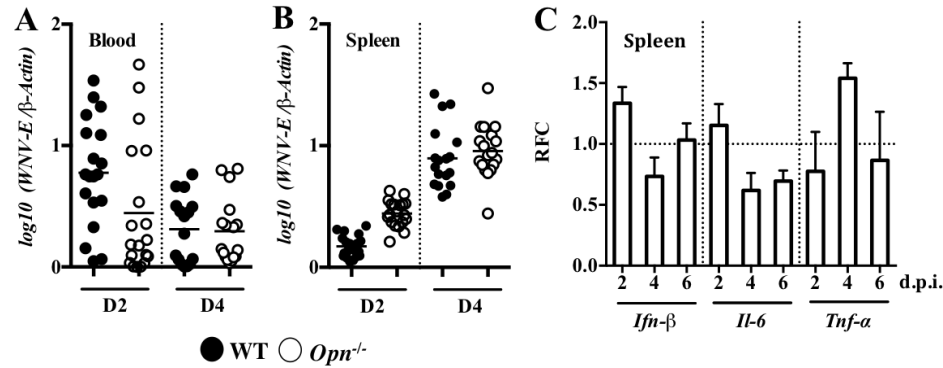 A
Blood
log10 (WNV-E/β-Actin)
2
1
0
D2
D4
B
Spleen
log10 (WNV-E/β-Actin)
2
1
0
D2
D4
WT
Opn-/-
C
Spleen
RFC
2.0
1.5
1.0
0.5
0.0
2 4 6 2 4 6 2 4 6 d.p.i.
Ifn-β
Il-6
Tnf-α